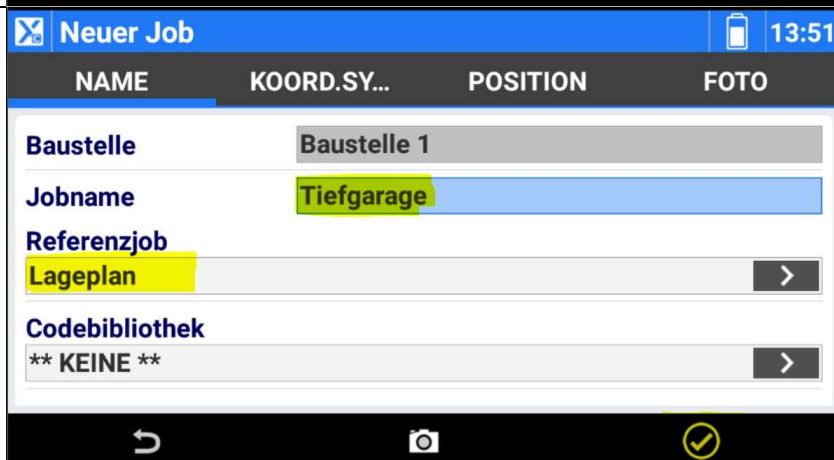 Neuer Job 13:51
NAME KOORD.SY... POSITION FOTO
Baustelle Baustelle 1
Jobname Tiefgarage
Referenzjob
Lageplan
Codebibliothek
** KEINE **